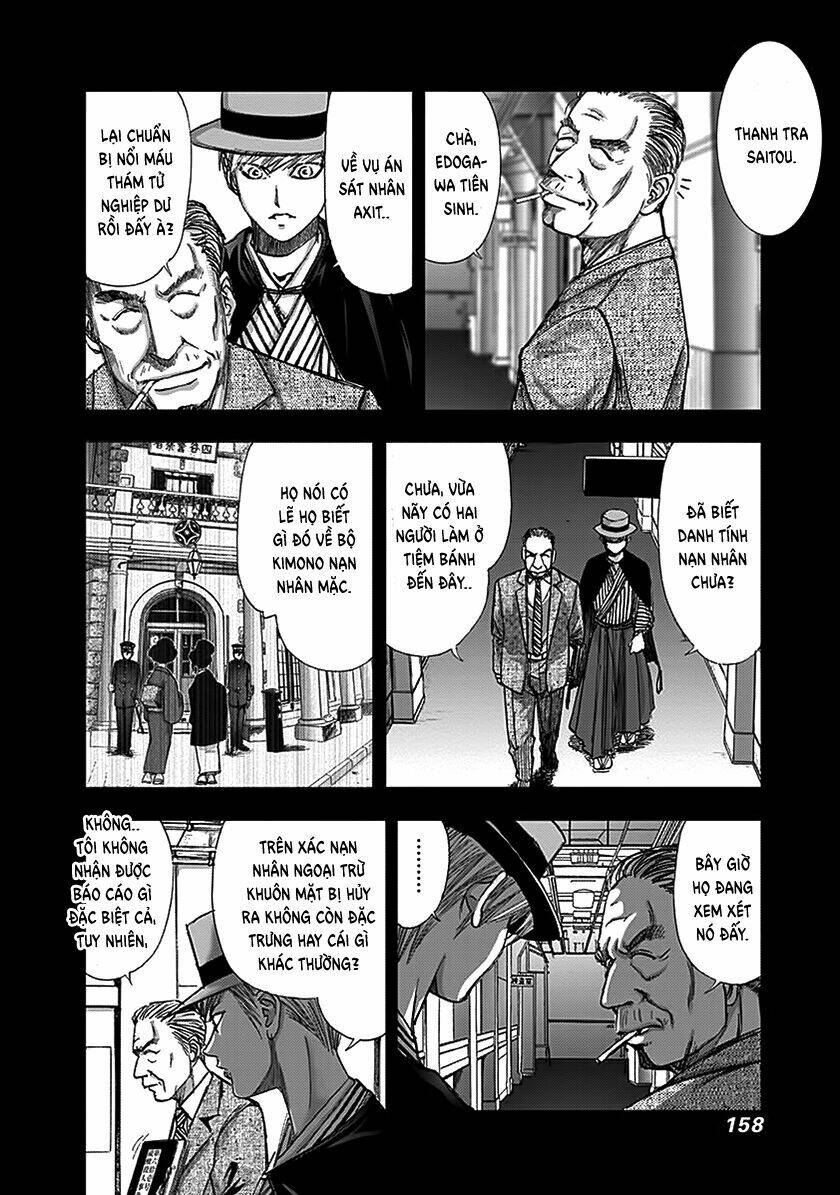 THANH TRA
SAITOU.
CHÀ,
EDOGA-
WA TIÊN
SINH.
VỀ VỤ ÁN
SÁT NHÂN
AXIT..
LẠI CHUẨN
BỊ NỔI MÁU
THÁM TỬ
NGHIỆP DƯ
RỒI ĐẤY À?
ĐÃ BIẾT
DANH TÍNH
NẠN NHÂN
CHƯA?
CHƯA, VỪA
NÃY CÓ HAI
NGƯỜI LÀM Ở
TIỆM BÁNH
ĐẾN ĐÂY..
HỌ NÓI CÓ
LẼ HỌ BIẾT
GÌ ĐÓ VỀ BỘ
KIMONO NẠN
NHÂN MẶC.
BÂY GIỜ
HỌ ĐANG
XEM XÉT
NÓ ĐẤY.
.........
TRÊN XÁC NẠN
NHÂN NGOẠI TRỪ
KHUÔN MẶT BỊ HỦY
RA KHÔNG CÒN ĐẶC
TRƯNG HAY CÁI GÌ
KHÁC THƯỜNG?
KHÔNG..
TÔI KHÔNG
NHẬN ĐƯỢC
BÁO CÁO GÌ
ĐẶC BIỆT CẢ,
TUY NHIÊN,
158